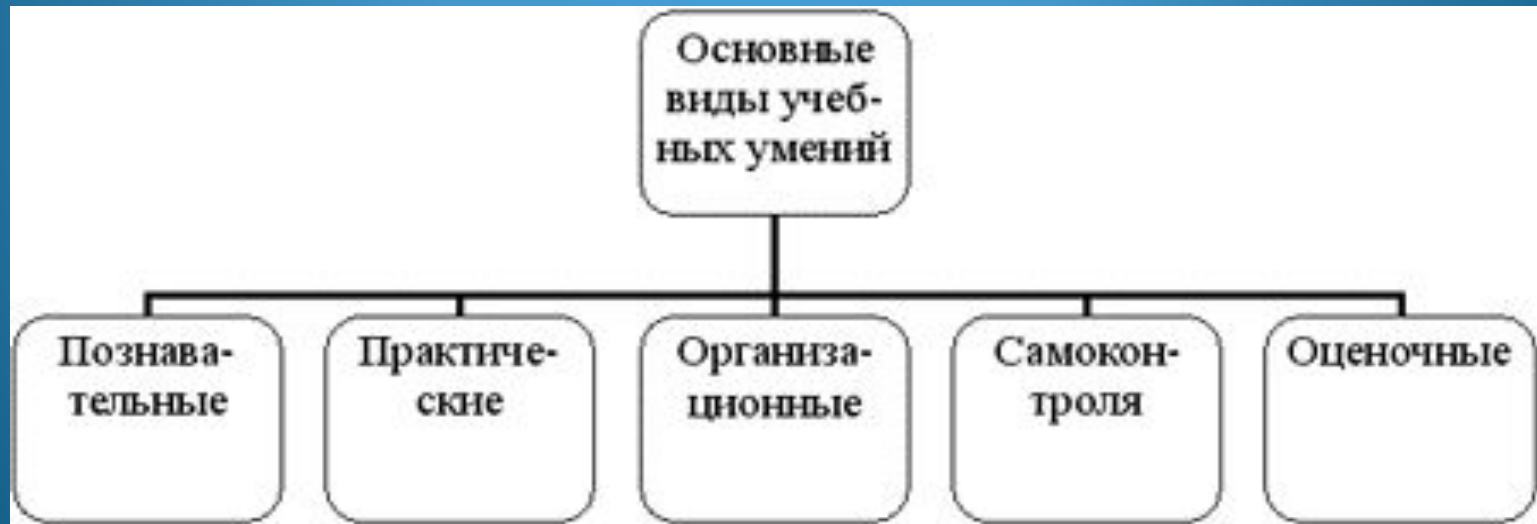 Основные
виды учеб-
ных умений
Познава-
тельные
Практиче-
ские
Организа-
ционные
Самокон-
троля
Оценочные